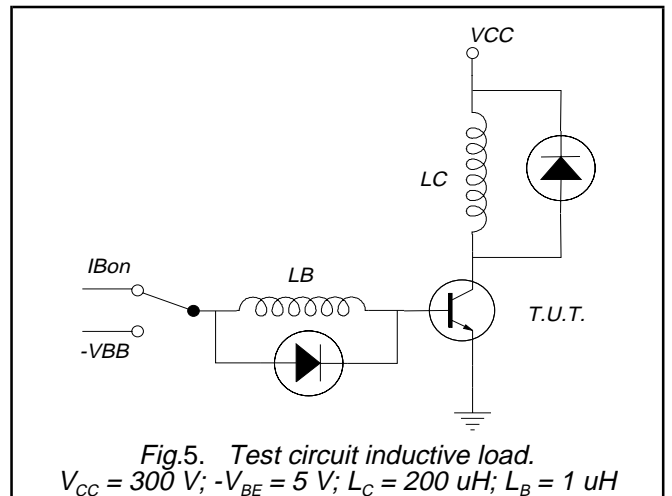 VCC
LC
IBon
LB
-VBB
T.U.T.
Fig.5. Test circuit inductive load.
VCC = 300 V; -VBE = 5 V; LC = 200 uH; LB = 1 uH